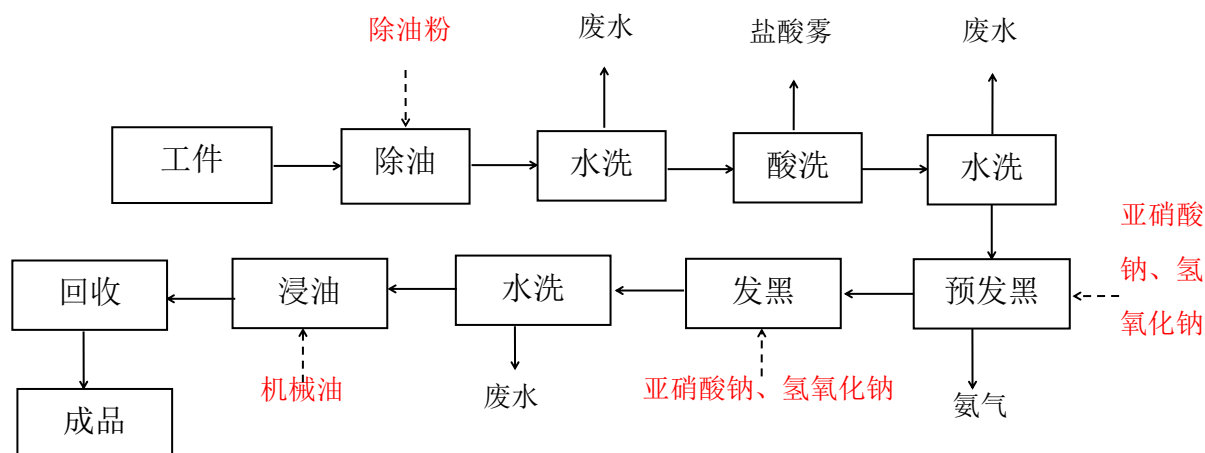 除油粉
废水
盐酸雾
废水
工件
除油
水洗
酸洗
水洗
亚硝酸
钠、氢
氧化钠
回收
浸油
水洗
发黑
预发黑
机械油
废水
亚硝酸钠、氢氧化钠
氨气
成品